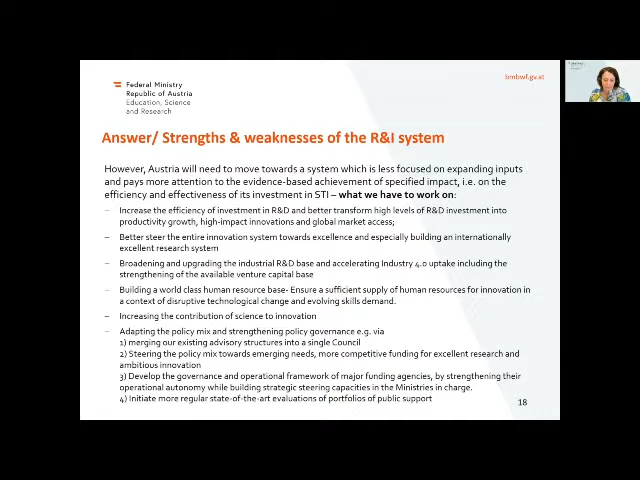 bmbwf.gv.at
Federal Ministry
Republic of Austria
Education, Science
and Research
Answer/ Strengths & weaknesses of the R&I system
However, Austria will need to move towards a system which is less focused on expanding inputs
and pays more attention to the evidence-based achievement of specified impact, i.e. on the
efficiency and effectiveness of its investment in STI – what we have to work on:
– Increase the efficiency of investment in R&D and better transform high levels of R&D investment into
productivity growth, high-impact innovations and global market access;
– Better steer the entire innovation system towards excellence and especially building an internationally
excellent research system
– Broadening and upgrading the industrial R&D base and accelerating Industry 4.0 uptake including the
strengthening of the available venture capital base
– Building a world class human resource base- Ensure a sufficient supply of human resources for innovation in
a context of disruptive technological change and evolving skills demand.
– Increasing the contribution of science to innovation
– Adapting the policy mix and strengthening policy governance e.g. via
1) merging our existing advisory structures into a single Council
2) Steering the policy mix towards emerging needs, more competitive funding for excellent research and
ambitious innovation
3) Develop the governance and operational framework of major funding agencies, by strengthening their
operational autonomy while building strategic steering capacities in the Ministries in charge.
4) Initiate more regular state-of-the-art evaluations of portfolios of public support
18